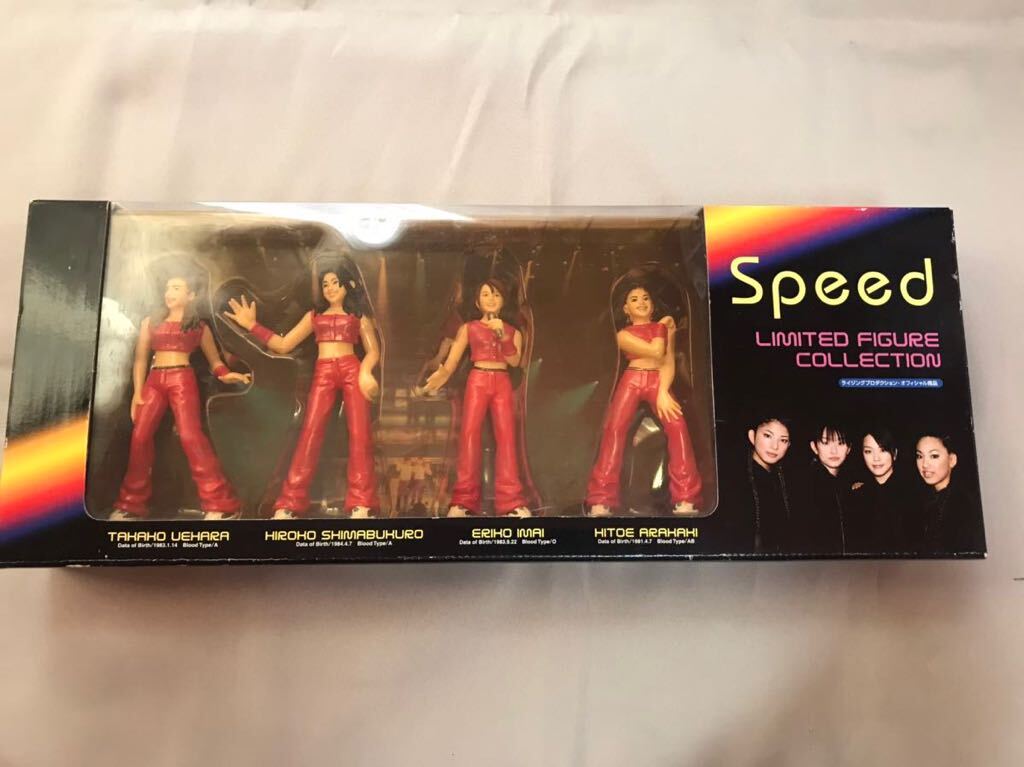 Speed
LIMITED FIGURE
COLLECTION
ライジングプロダクション・オフィシャル商品
TAKAKO UEHARA
Data of Birth/1983.1.14 Blood Type/A
HIROKO SHIMABUKURO
Data of Birth/1984.4.7 Blood Type/A
ERIKO IMAI
Data of Birth/1983.9.22 Blood Type/O
HITOE ARAKAKI
Data of Birth/1981.4.7 Blood Type/AB